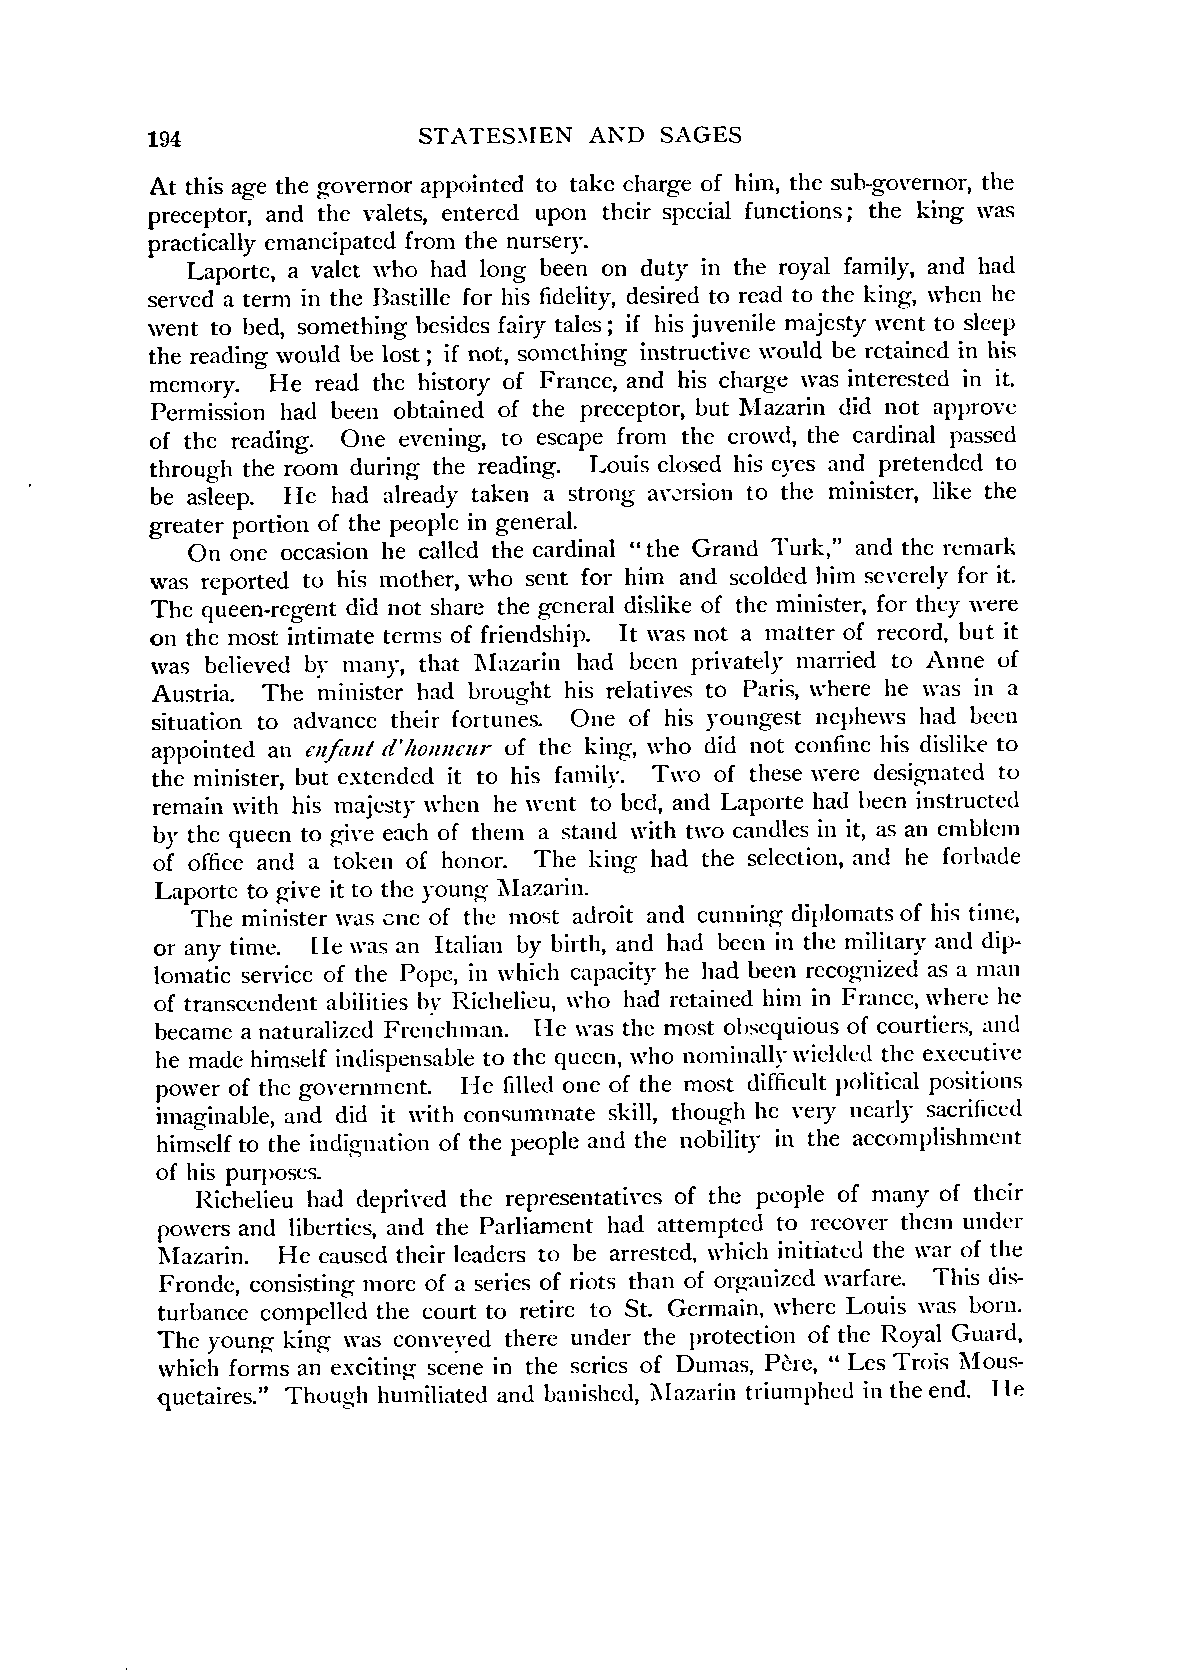 194 STATESMEN AND SAGES
At this age the governor appointed to take charge of him, the sub-governor, the
preceptor, and the valets, entered upon their special functions; the king was
practically emancipated from the nursery.
Laporte, a valet who had long been on duty in the royal family, and had
served a term in the Bastille for his fidelity, desired to read to the king, when he
went to bed, something besides fairy tales; if his juvenile majesty went to sleep
the reading would be lost; if not, something instructive would be retained in his
memory. He read the history of France, and his charge was interested in it.
Permission had been obtained of the preceptor, but Mazarin did not approve
of the reading. One evening, to escape from the crowd, the cardinal passed
through the room during the reading. Louis closed his eyes and pretended to
be asleep. He had already taken a strong aversion to the minister, like the
greater portion of the people in general.
On one occasion he called the cardinal "the Grand Turk," and the remark
was reported to his mother, who sent for him and scolded him severely for it.
The queen-regent did not share the general dislike of the minister, for they were
on the most intimate terms of friendship. It was not a matter of record, but it
was believed by many, that Mazarin had been privately married to Anne of
Austria. The minister had brought his relatives to Paris, where he was in a
situation to advance their fortunes. One of his youngest nephews had been
appointed an enfant d'honneur of the king, who did not confine his dislike to
the minister, but extended it to his family. Two of these were designated to
remain with his majesty when he went to bed, and Laporte had been instructed
by the queen to give each of them a stand with two candles in it, as an emblem
of office and a token of honor. The king had the selection, and he forbade
Laporte to give it to the young Mazarin.
The minister was one of the most adroit and cunning diplomats of his time,
or any time. He was an Italian by birth, and had been in the military and dip-
lomatic service of the Pope, in which capacity he had been recognized as a man
of transcendent abilities by Richelieu, who had retained him in France, where he
became a naturalized Frenchman. He was the most obsequious of courtiers, and
he made himself indispensable to the queen, who nominally wielded the executive
power of the government. He filled one of the most difficult political positions
imaginable, and did it with consummate skill, though he very nearly sacrificed
himself to the indignation of the people and the nobility in the accomplishment
of his purposes.
Richelieu had deprived the representatives of the people of many of their
powers and liberties, and the Parliament had attempted to recover them under
Mazarin. He caused their leaders to be arrested, which initiated the war of the
Fronde, consisting more of a series of riots than of organized warfare. This dis-
turbance compelled the court to retire to St. Germain, where Louis was born.
The young king was conveyed there under the protection of the Royal Guard,
which forms an exciting scene in the series of Dumas, Père, "Les Trois Mous-
quetaires." Though humiliated and banished, Mazarin triumphed in the end. He